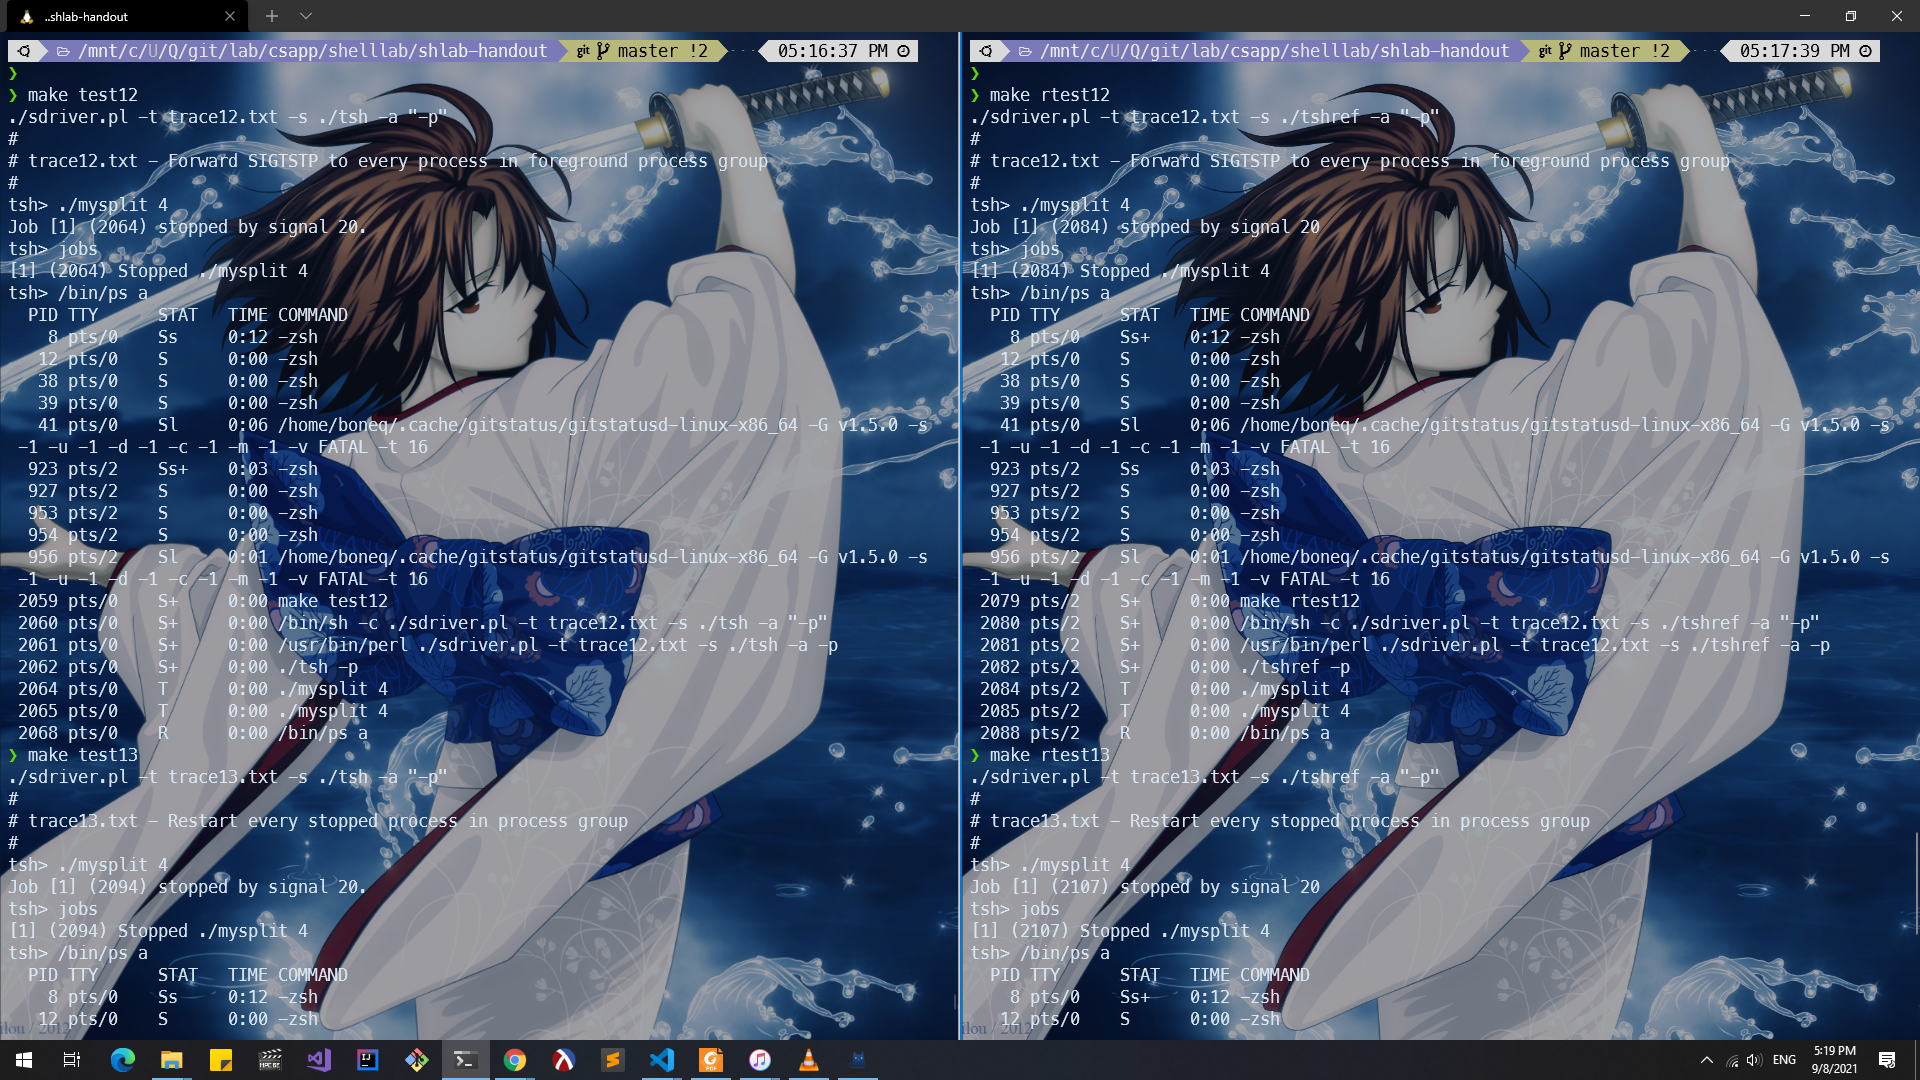 ..shlab-handout
/mnt/c/U/Q/git/lab/csapp/shelllab/shlab-handout git master !2 05:16:37 PM
❯
❯ make test12
./sdriver.pl -t trace12.txt -s ./tsh -a "-p"
#
# trace12.txt - Forward SIGTSTP to every process in foreground process group
#
tsh> ./mysplit 4
Job [1] (2064) stopped by signal 20.
tsh> jobs
[1] (2064) Stopped ./mysplit 4
tsh> /bin/ps a
PID TTY STAT TIME COMMAND
8 pts/0 Ss 0:12 -zsh
12 pts/0 S 0:00 -zsh
38 pts/0 S 0:00 -zsh
39 pts/0 S 0:00 -zsh
41 pts/0 Sl 0:06 /home/boneq/.cache/gitstatus/gitstatusd-linux-x86_64 -G v1.5.0 -s
-1 -u -1 -d -1 -c -1 -m -1 -v FATAL -t 16
923 pts/2 Ss+ 0:03 -zsh
927 pts/2 S 0:00 -zsh
953 pts/2 S 0:00 -zsh
954 pts/2 S 0:00 -zsh
956 pts/2 Sl 0:01 /home/boneq/.cache/gitstatus/gitstatusd-linux-x86_64 -G v1.5.0 -s
-1 -u -1 -d -1 -c -1 -m -1 -v FATAL -t 16
2059 pts/0 S+ 0:00 make test12
2060 pts/0 S+ 0:00 /bin/sh -c ./sdriver.pl -t trace12.txt -s ./tsh -a "-p"
2061 pts/0 S+ 0:00 /usr/bin/perl ./sdriver.pl -t trace12.txt -s ./tsh -a -p
2062 pts/0 S+ 0:00 ./tsh -p
2064 pts/0 T 0:00 ./mysplit 4
2065 pts/0 T 0:00 ./mysplit 4
2068 pts/0 R 0:00 /bin/ps a
❯ make test13
./sdriver.pl -t trace13.txt -s ./tsh -a "-p"
#
# trace13.txt - Restart every stopped process in process group
#
tsh> ./mysplit 4
Job [1] (2094) stopped by signal 20.
tsh> jobs
[1] (2094) Stopped ./mysplit 4
tsh> /bin/ps a
PID TTY STAT TIME COMMAND
8 pts/0 Ss 0:12 -zsh
12 pts/0 S 0:00 -zsh
ilou / 2012
/mnt/c/U/Q/git/lab/csapp/shelllab/shlab-handout git master !2 05:17:39 PM
❯
❯ make rtest12
./sdriver.pl -t trace12.txt -s ./tshref -a "-p"
#
# trace12.txt - Forward SIGTSTP to every process in foreground process group
#
tsh> ./mysplit 4
Job [1] (2084) stopped by signal 20
tsh> jobs
[1] (2084) Stopped ./mysplit 4
tsh> /bin/ps a
PID TTY STAT TIME COMMAND
8 pts/0 Ss+ 0:12 -zsh
12 pts/0 S 0:00 -zsh
38 pts/0 S 0:00 -zsh
39 pts/0 S 0:00 -zsh
41 pts/0 Sl 0:06 /home/boneq/.cache/gitstatus/gitstatusd-linux-x86_64 -G v1.5.0 -s
-1 -u -1 -d -1 -c -1 -m -1 -v FATAL -t 16
923 pts/2 Ss 0:03 -zsh
927 pts/2 S 0:00 -zsh
953 pts/2 S 0:00 -zsh
954 pts/2 S 0:00 -zsh
956 pts/2 Sl 0:01 /home/boneq/.cache/gitstatus/gitstatusd-linux-x86_64 -G v1.5.0 -s
-1 -u -1 -d -1 -c -1 -m -1 -v FATAL -t 16
2079 pts/2 S+ 0:00 make rtest12
2080 pts/2 S+ 0:00 /bin/sh -c ./sdriver.pl -t trace12.txt -s ./tshref -a "-p"
2081 pts/2 S+ 0:00 /usr/bin/perl ./sdriver.pl -t trace12.txt -s ./tshref -a -p
2082 pts/2 S+ 0:00 ./tshref -p
2084 pts/2 T 0:00 ./mysplit 4
2085 pts/2 T 0:00 ./mysplit 4
2088 pts/2 R 0:00 /bin/ps a
❯ make rtest13
./sdriver.pl -t trace13.txt -s ./tshref -a "-p"
#
# trace13.txt - Restart every stopped process in process group
#
tsh> ./mysplit 4
Job [1] (2107) stopped by signal 20
tsh> jobs
[1] (2107) Stopped ./mysplit 4
tsh> /bin/ps a
PID TTY STAT TIME COMMAND
8 pts/0 Ss+ 0:12 -zsh
12 pts/0 S 0:00 -zsh
ilou / 2012
ENG
5:19 PM
9/8/2021